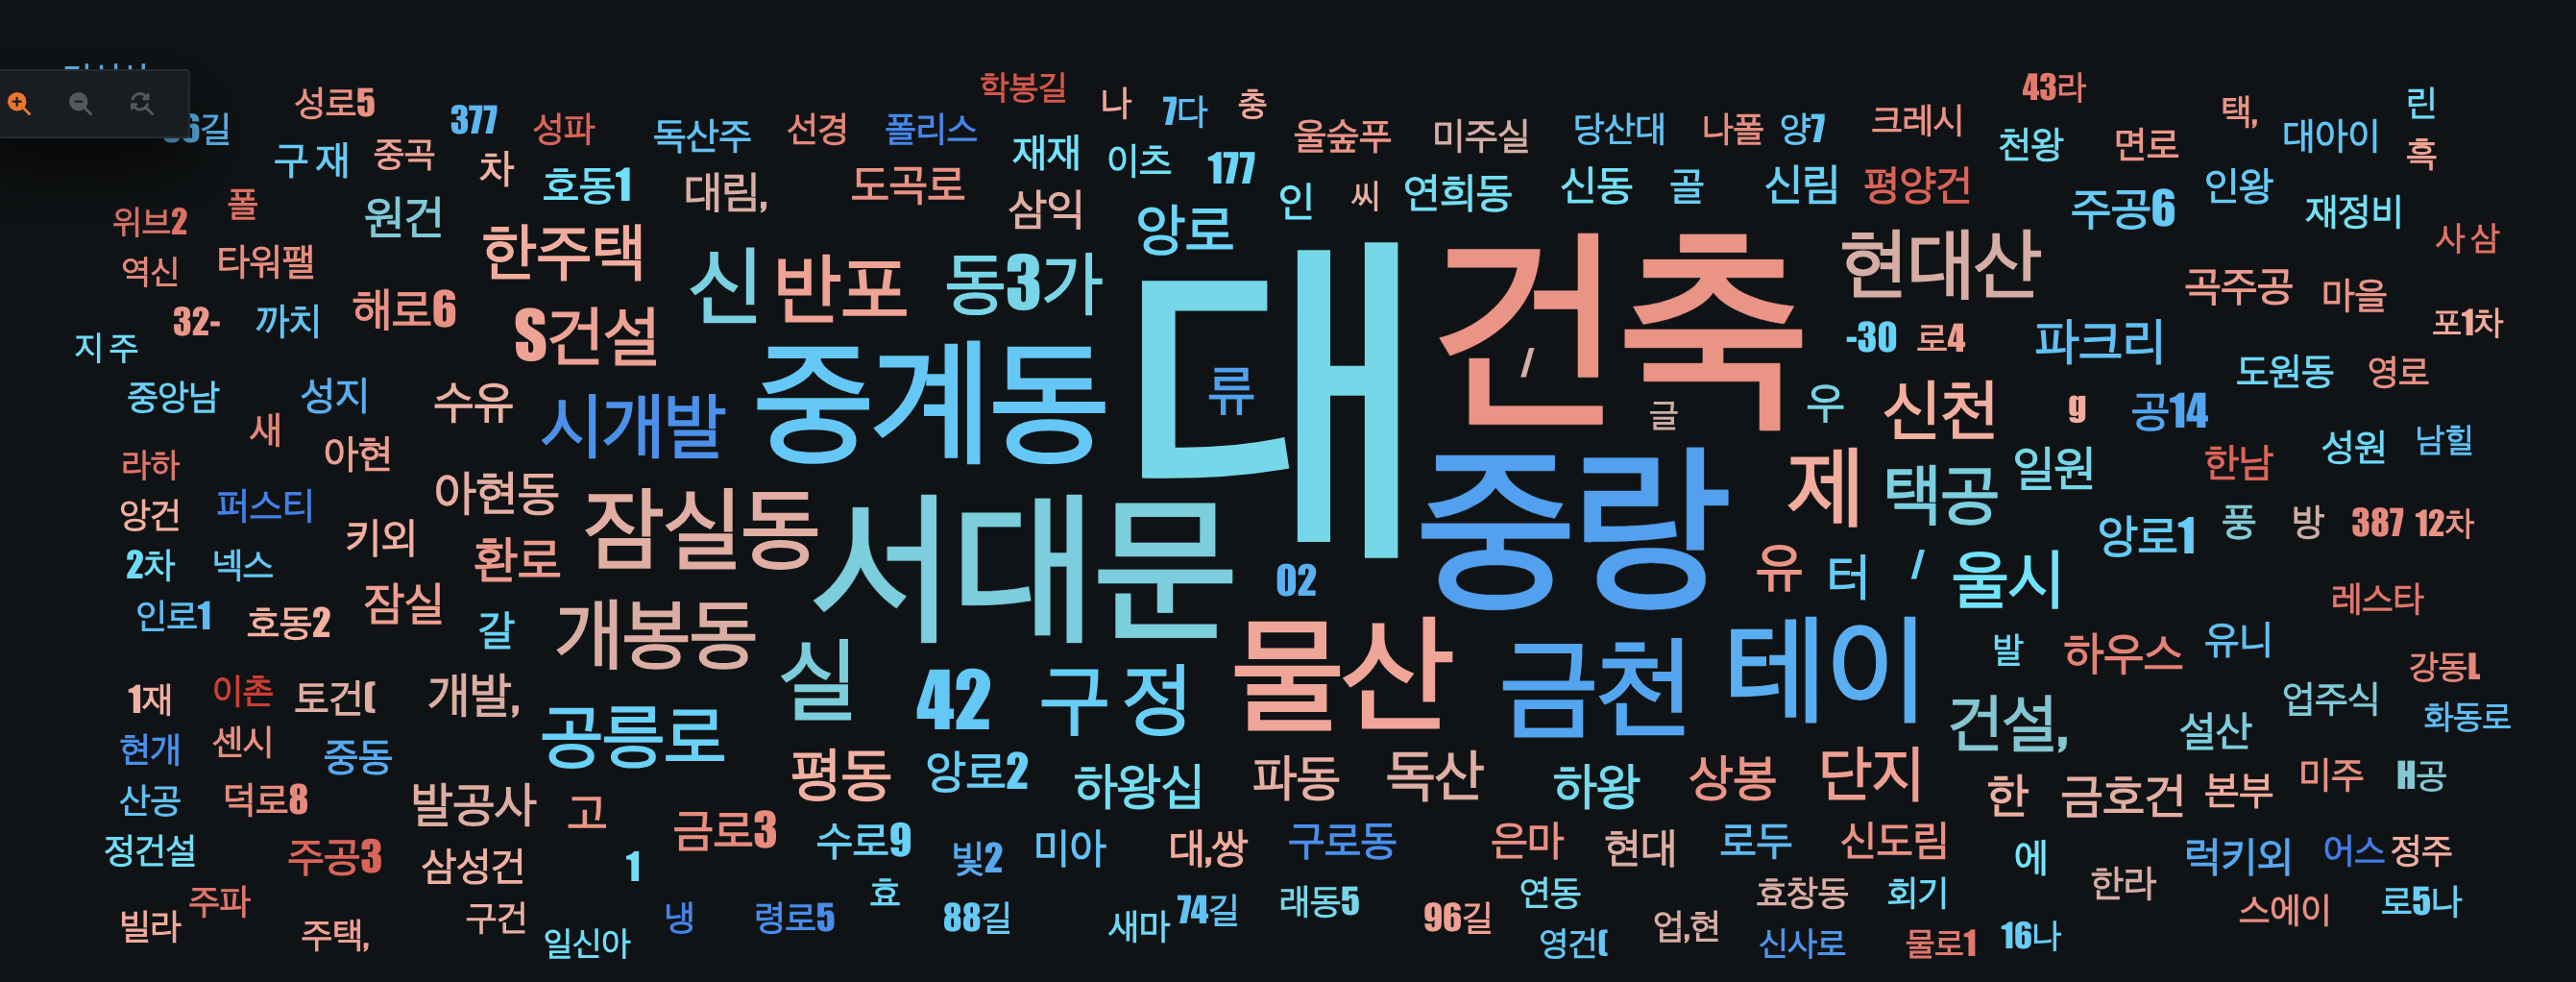 학봉길
43라
린
성로5
나
7다
충
택,
377
성파
독산주
선경
폴리스
울숲푸
미주실
당산대
나폴
양7
크레시
대아이
6길
구 재
중곡
차
재재
이츠
177
천왕
면로
흑
호동1
대림,
도곡로
삼익
인
씨
연희동
신동
골
신림
평양건
주공6
인왕
재정비
위브2
폴
원건
앙로
사 삼
역신
타워팰
한주택
신
반포
동3가
대
건축
현대산
곡주공
마을
32-
까치
해로6
S건설
-30
로4
파크리
포1차
지 주
중계동
/
도원동
영로
중앙남
성지
수유
시개발
류
글
우
신천
g
공14
새
아현
중랑
성원
남힐
라하
아현동
잠실동
제
택공
일원
한남
앙건
퍼스티
키외
환로
서대문
앙로1
풍
방
387
12차
2차
넥스
02
유
터
/
울시
인로1
호동2
잠실
갈
개봉동
레스타
실
42
구 정
물산
금천
테이
발
하우스
유니
강동L
1재
이촌
토건(
개발,
공릉로
건설,
설산
업주식
화동로
현개
센시
중동
평동
앙로2
하왕십
파동
독산
하왕
상봉
단지
한
금호건
본부
미주
H공
산공
덕로8
발공사
고
금로3
정건설
주공3
삼성건
1
수로9
빛2
미아
대,쌍
구로동
은마
현대
로두
신도림
에
럭키외
어스
정주
주파
효
래동5
연동
효창동
회기
한라
빌라
주택,
구건
일신아
냉
령로5
88길
새마
74길
96길
영건(
업,현
신사로
물로1
16나
스에이
로5나